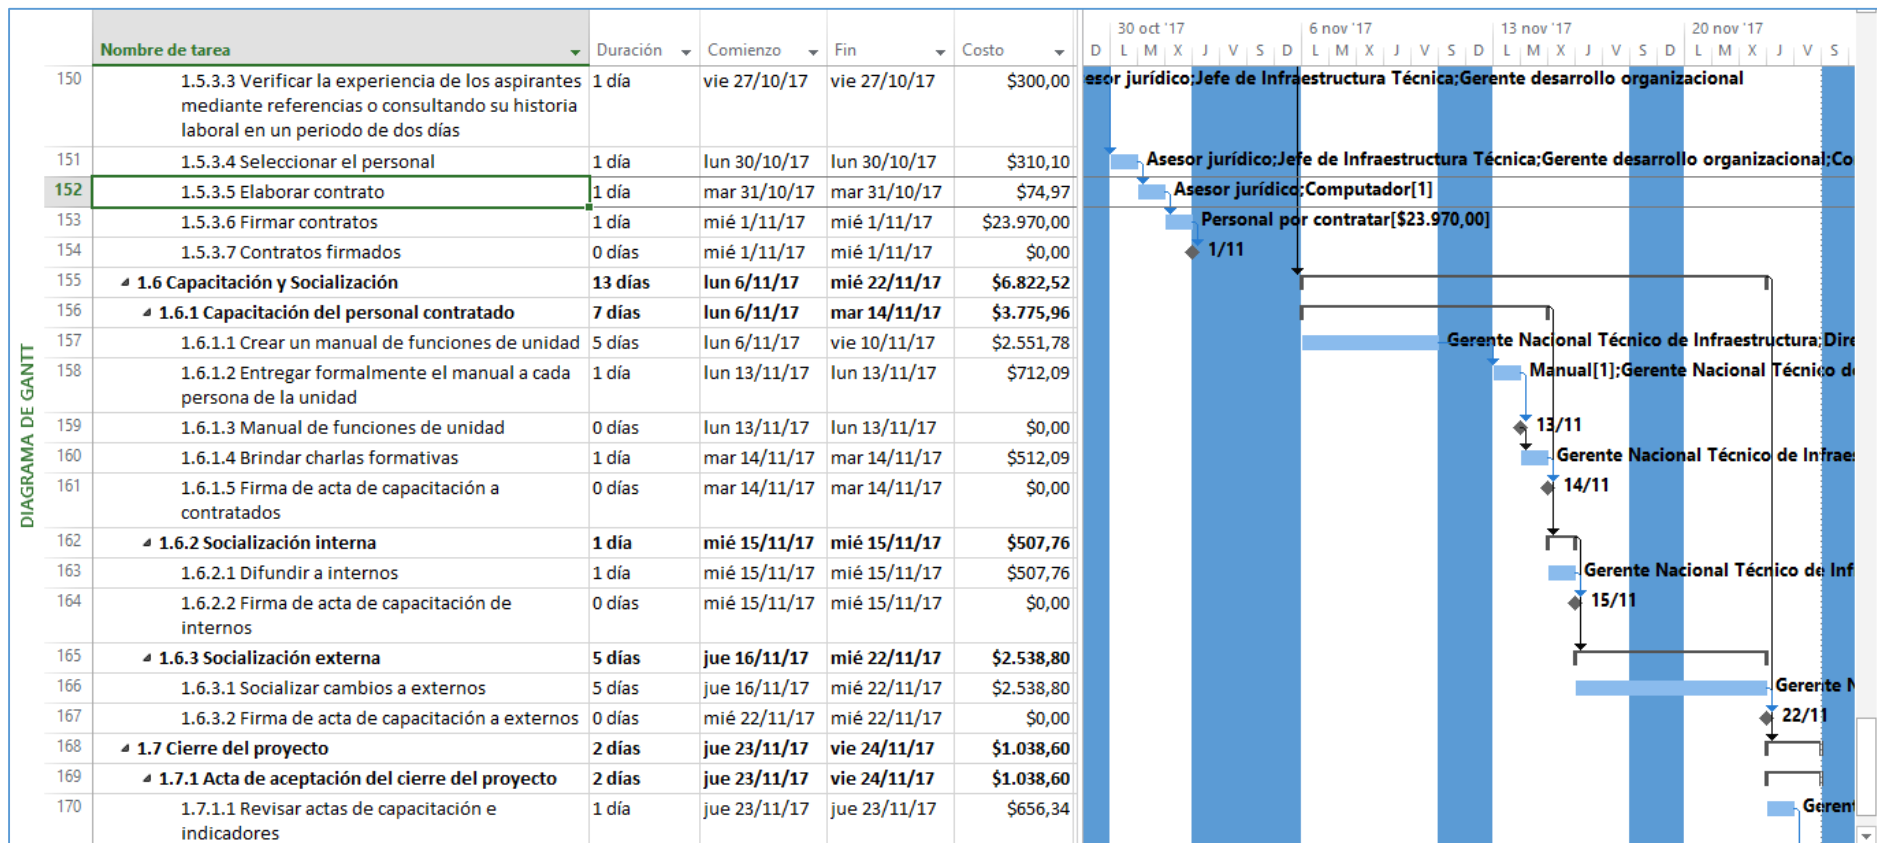 30 oct '17 6 nov '17 13 nov '17 20 nov '17
Nombre de tarea Duración Comienzo Fin Costo D L M X J V S D L M X J V S D L M X J V S D L M X J V S
150 1.5.3.3 Verificar la experiencia de los aspirantes 1 día vie 27/10/17 vie 27/10/17 $300,00 esor jurídico;Jefe de Infraestructura Técnica;Gerente desarrollo organizacional
mediante referencias o consultando su historia
laboral en un periodo de dos días
151 1.5.3.4 Seleccionar el personal 1 día lun 30/10/17 lun 30/10/17 $310,10 Asesor jurídico;Jefe de Infraestructura Técnica;Gerente desarrollo organizacional;Co
152 1.5.3.5 Elaborar contrato 1 día mar 31/10/17 mar 31/10/17 $74,97 Asesor jurídico;Computador[1]
153 1.5.3.6 Firmar contratos 1 día mié 1/11/17 mié 1/11/17 $23.970,00 Personal por contratar[$23.970,00]
154 1.5.3.7 Contratos firmados 0 días mié 1/11/17 mié 1/11/17 $0,00 1/11
155 1.6 Capacitación y Socialización 13 días lun 6/11/17 mié 22/11/17 $6.822,52
156 1.6.1 Capacitación del personal contratado 7 días lun 6/11/17 mar 14/11/17 $3.775,96
157 1.6.1.1 Crear un manual de funciones de unidad 5 días lun 6/11/17 vie 10/11/17 $2.551,78 Gerente Nacional Técnico de Infraestructura;Dire
158 1.6.1.2 Entregar formalmente el manual a cada 1 día lun 13/11/17 lun 13/11/17 $712,09 Manual[1];Gerente Nacional Técnico de
persona de la unidad
159 1.6.1.3 Manual de funciones de unidad 0 días lun 13/11/17 lun 13/11/17 $0,00 13/11
160 1.6.1.4 Brindar charlas formativas 1 día mar 14/11/17 mar 14/11/17 $512,09 Gerente Nacional Técnico de Infraes
161 1.6.1.5 Firma de acta de capacitación a 0 días mar 14/11/17 mar 14/11/17 $0,00 14/11
contratados
162 1.6.2 Socialización interna 1 día mié 15/11/17 mié 15/11/17 $507,76
163 1.6.2.1 Difundir a internos 1 día mié 15/11/17 mié 15/11/17 $507,76 Gerente Nacional Técnico de Inf
164 1.6.2.2 Firma de acta de capacitación de 0 días mié 15/11/17 mié 15/11/17 $0,00 15/11
internos
165 1.6.3 Socialización externa 5 días jue 16/11/17 mié 22/11/17 $2.538,80
166 1.6.3.1 Socializar cambios a externos 5 días jue 16/11/17 mié 22/11/17 $2.538,80 Gerente N
167 1.6.3.2 Firma de acta de capacitación a externos 0 días mié 22/11/17 mié 22/11/17 $0,00 22/11
168 1.7 Cierre del proyecto 2 días jue 23/11/17 vie 24/11/17 $1.038,60
169 1.7.1 Acta de aceptación del cierre del proyecto 2 días jue 23/11/17 vie 24/11/17 $1.038,60
170 1.7.1.1 Revisar actas de capacitación e 1 día jue 23/11/17 jue 23/11/17 $656,34 Gerent
indicadores
DIAGRAMA DE GANTT